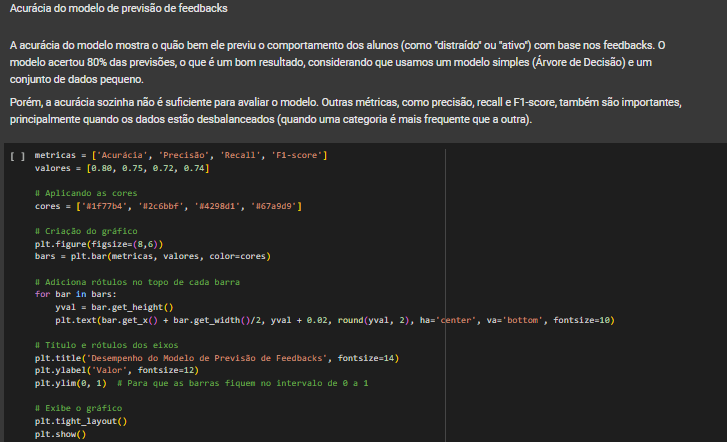 Acurácia do modelo de previsão de feedbacks
A acurácia do modelo mostra o quão bem ele previu o comportamento dos alunos (como "distraído" ou "ativo") com base nos feedbacks. O
modelo acertou 80% das previsões, o que é um bom resultado, considerando que usamos um modelo simples (Árvore de Decisão) e um
conjunto de dados pequeno.
Porém, a acurácia sozinha não é suficiente para avaliar o modelo. Outras métricas, como precisão, recall e F1-score, também são importantes,
principalmente quando os dados estão desbalanceados (quando uma categoria é mais frequente que a outra).
[ ] metricas = ['Acurácia', 'Precisão', 'Recall', 'F1-score']
valores = [0.80, 0.75, 0.72, 0.74]
# Aplicando as cores
cores = ['#1f77b4', '#2c6bbf', '#4298d1', '#67a9d9']
# Criação do gráfico
plt.figure(figsize=(8,6))
bars = plt.bar(metricas, valores, color=cores)
# Adiciona rótulos no topo de cada barra
for bar in bars:
    yval = bar.get_height()
    plt.text(bar.get_x() + bar.get_width()/2, yval + 0.02, round(yval, 2), ha='center', va='bottom', fontsize=10)
# Título e rótulos dos eixos
plt.title('Desempenho do Modelo de Previsão de Feedbacks', fontsize=14)
plt.ylabel('Valor', fontsize=12)
plt.ylim(0, 1)  # Para que as barras fiquem no intervalo de 0 a 1
# Exibe o gráfico
plt.tight_layout()
plt.show()